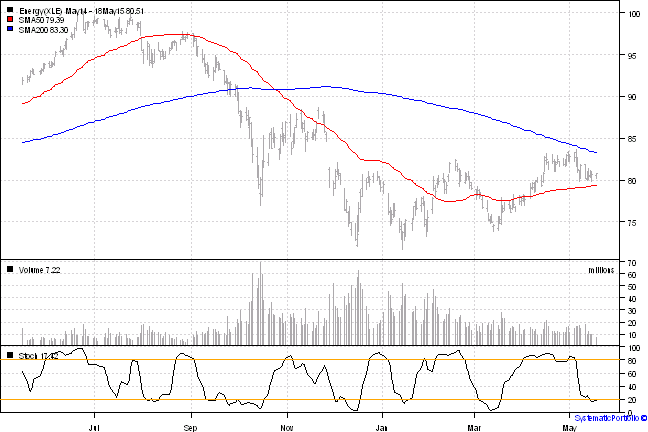 Energy(XLE) May14 - 18May15 80.51
SMA50 79.39
SMA200 83.30
100
95
90
85
80
75
Volume 7.22
millions
70
60
50
40
30
20
10
Stoch 17.42
100
80
60
40
20
0
Jul
Sep
Nov
Jan
Mar
May
SystematicPortfolio ©